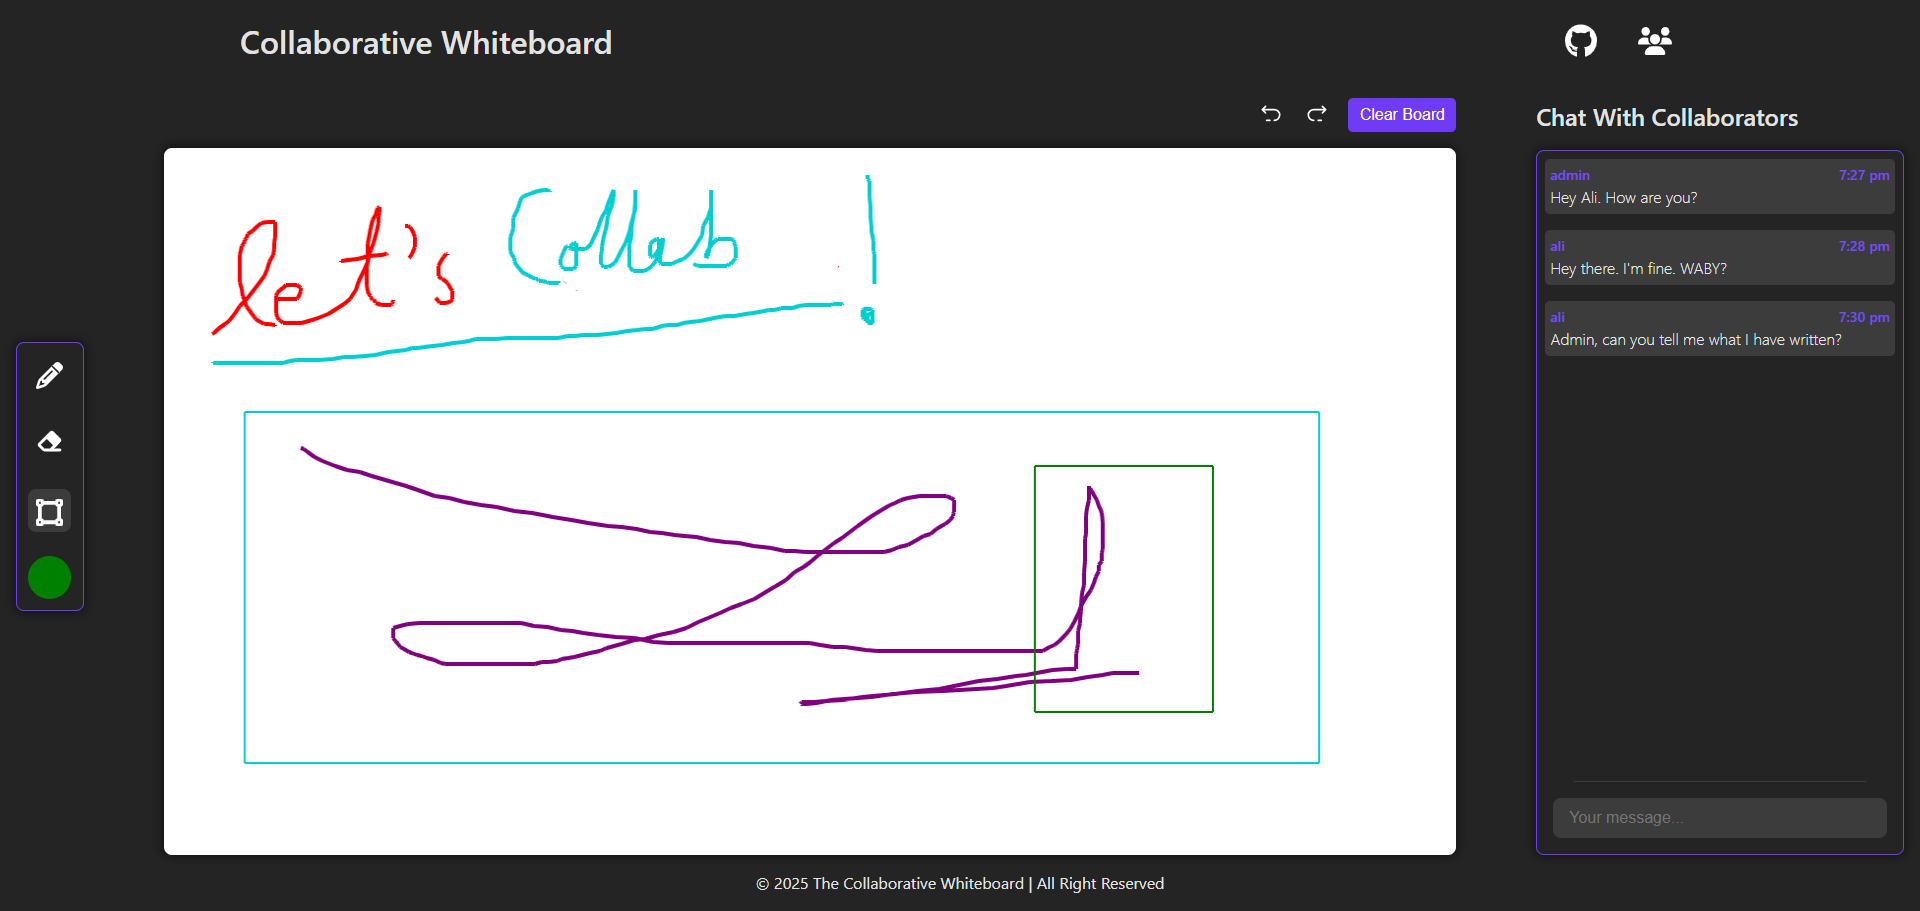 Collaborative Whiteboard
Clear Board
let's Collab !
Chat With Collaborators
admin 7:27 pm
Hey Ali. How are you?
ali 7:28 pm
Hey there. I'm fine. WABY?
ali 7:30 pm
Admin, can you tell me what I have written?
Your message...
© 2025 The Collaborative Whiteboard | All Right Reserved